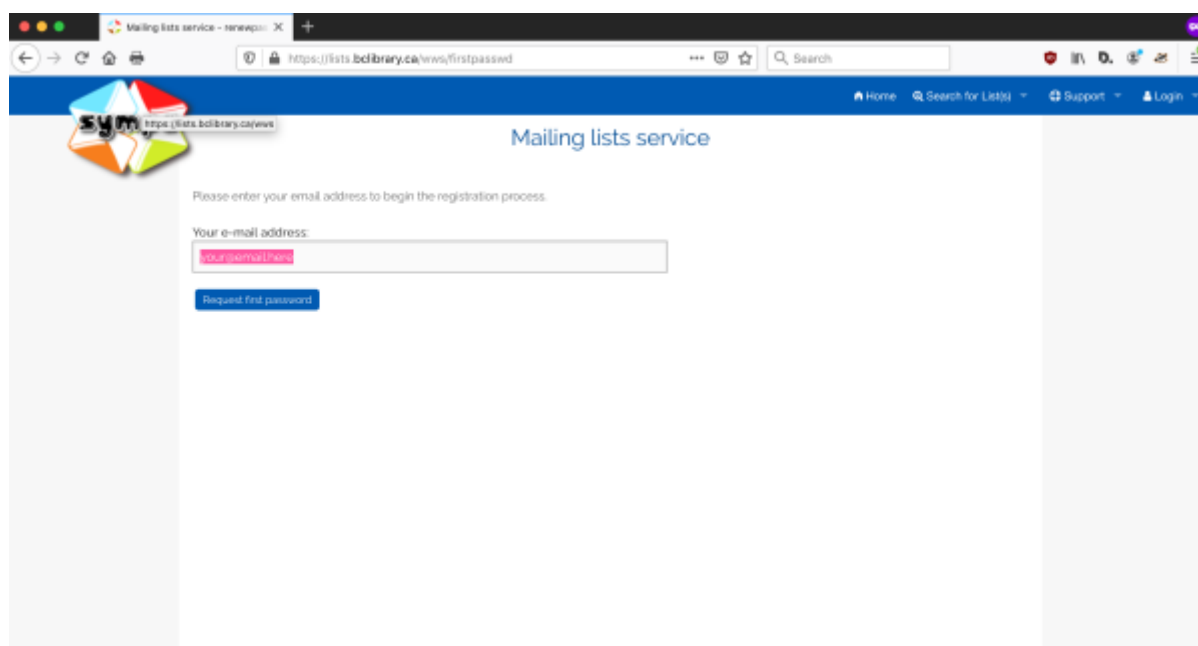 Mailing lists service - renewpas
https://lists.bclibrary.ca/wws/firstpasswd
Search
Home Search for List(s) Support Login
symp
https://lists.bclibrary.ca/wws
Mailing lists service
Please enter your email address to begin the registration process.
Your e-mail address:
your@email.here
Request first password